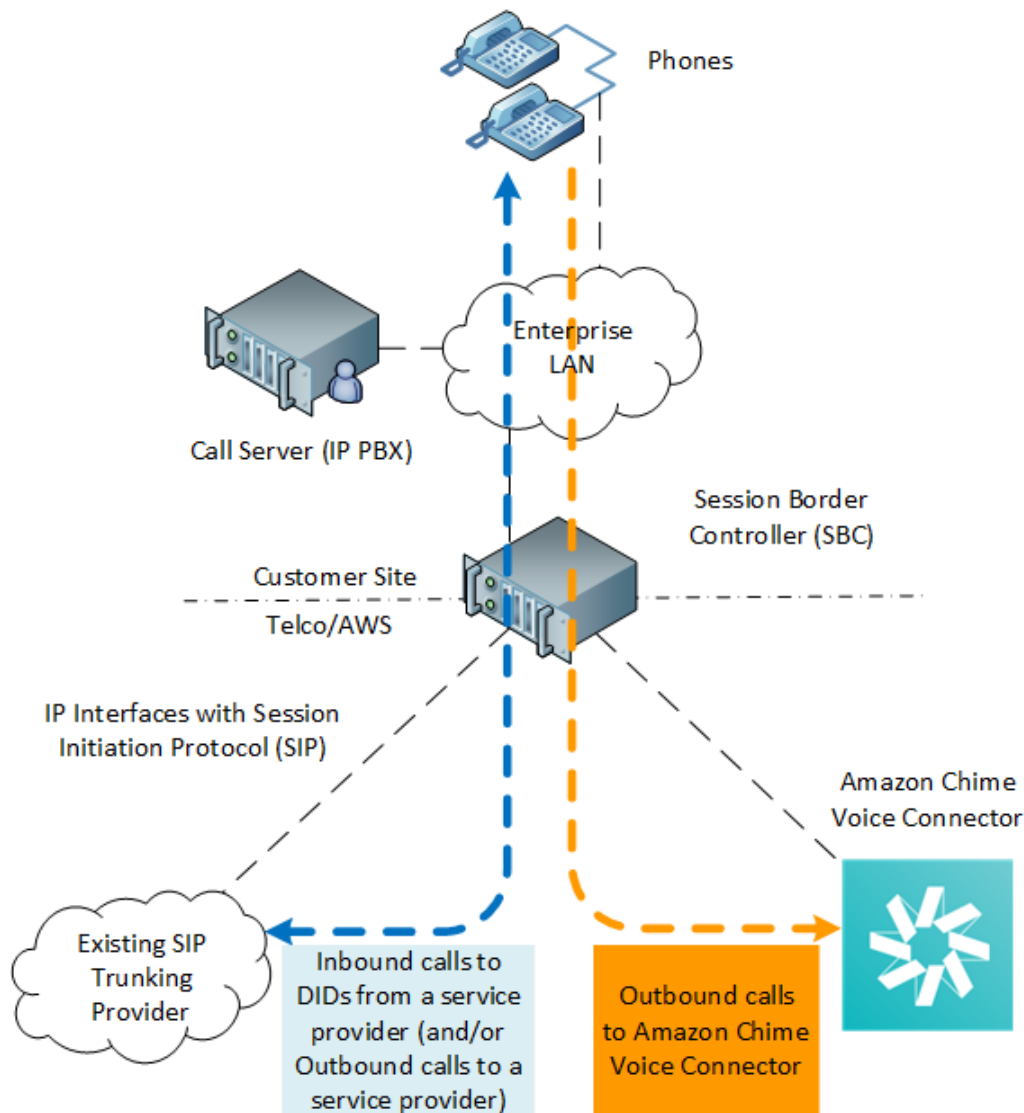 Phones
Enterprise
LAN
Call Server (IP PBX)
Session Border
Controller (SBC)
Customer Site
Telco/AWS
IP Interfaces with Session
Initiation Protocol (SIP)
Amazon Chime
Voice Connector
Existing SIP
Trunking
Provider
Inbound calls to
DIDs from a service
provider (and/or
Outbound calls to a
service provider)
Outbound calls
to Amazon Chime
Voice Connector